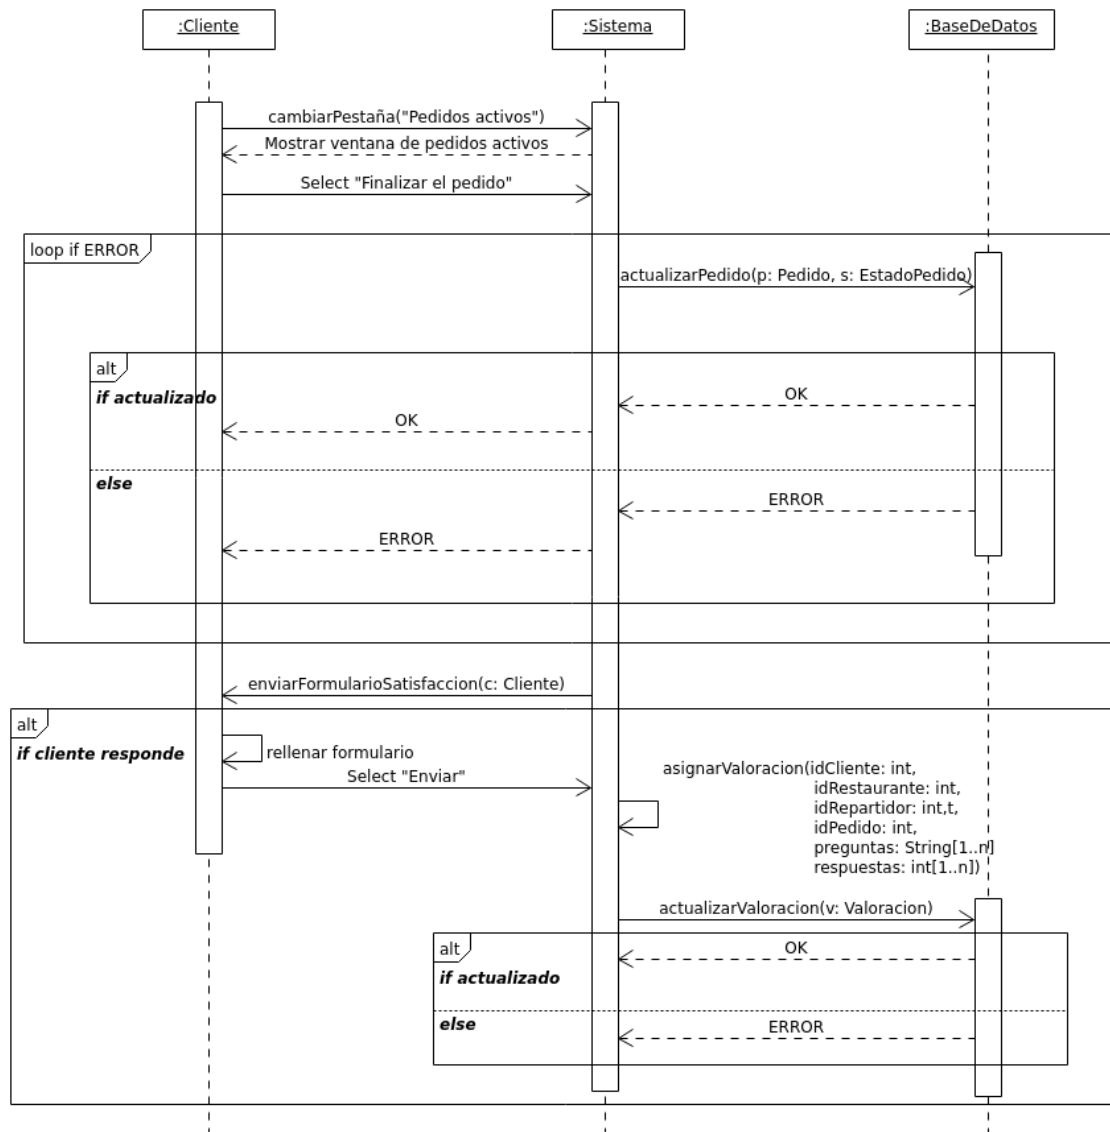 :Cliente
:Sistema
:BaseDeDatos
cambiarPestaña("Pedidos activos")
Mostrar ventana de pedidos activos
Select "Finalizar el pedido"
loop if ERROR
actualizarPedido(p: Pedido, s: EstadoPedido)
alt
if actualizado
OK
OK
else
ERROR
ERROR
enviarFormularioSatisfaccion(c: Cliente)
alt
if cliente responde
rellenar formulario
Select "Enviar"
asignarValoracion(idCliente: int,
idRestaurante: int,
idRepartidor: int,t,
idPedido: int,
preguntas: String[1..n]
respuestas: int[1..n])
actualizarValoracion(v: Valoracion)
alt
OK
if actualizado
else
ERROR